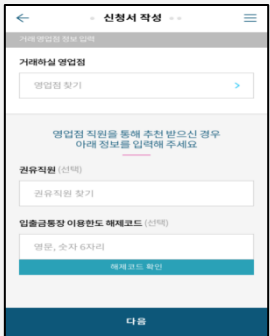 신청서 작성
거래영업점 정보 입력
거래하실 영업점
영업점 찾기
영업점 직원을 통해 추천 받으신 경우
아래 정보를 입력해 주세요
권유직원 (선택)
권유직원 찾기
입출금통장 이용한도 해제코드 (선택)
영문, 숫자 6자리
해제코드 확인
다음